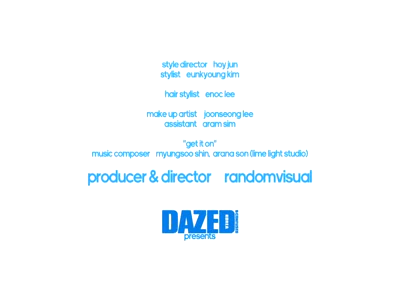 style director hoy jun
stylist eunkyoung kim
hair stylist enoc lee
make up artist joonseong lee
assistant aram sim
"get it on"
music composer myungsoo shin, arana son (lime light studio)
producer & director randomvisual
DAZED
presents